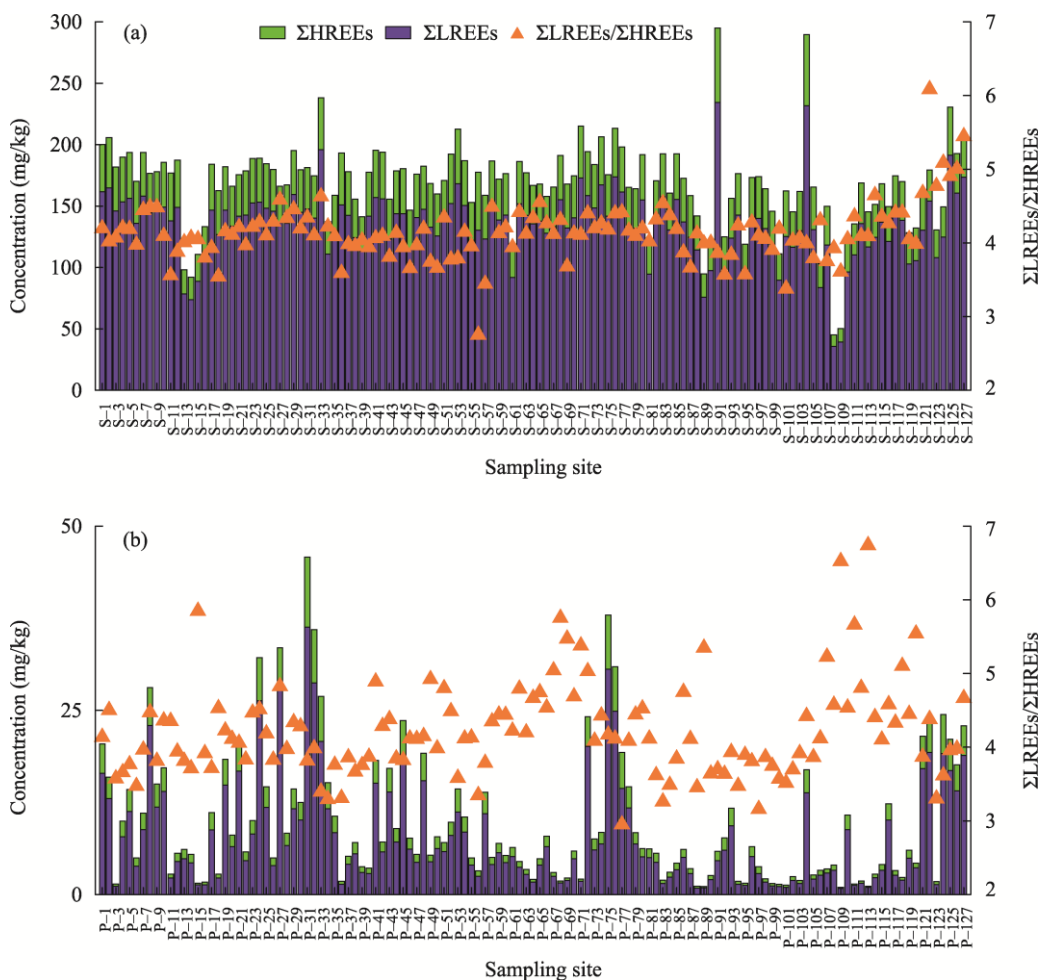 (a)
ΣHREEs ΣLREEs ΣLREEs/ΣHREEs
Concentration (mg/kg)
300
250
200
150
100
50
0
7
6
5
4
3
2
ΣLREEs/ΣHREEs
S–1 S–3 S–5 S–7 S–9 S–11 S–13 S–15 S–17 S–19 S–21 S–23 S–25 S–27 S–29 S–31 S–33 S–35 S–37 S–39 S–41 S–43 S–45 S–47 S–49 S–51 S–53 S–55 S–57 S–59 S–61 S–63 S–65 S–67 S–69 S–71 S–73 S–75 S–77 S–79 S–81 S–83 S–85 S–87 S–89 S–91 S–93 S–95 S–97 S–99 S–101 S–103 S–105 S–107 S–109 S–111 S–113 S–115 S–117 S–119 S–121 S–123 S–125 S–127
Sampling site
(b)
Concentration (mg/kg)
50
25
0
7
6
5
4
3
2
ΣLREEs/ΣHREEs
P–1 P–3 P–5 P–7 P–9 P–11 P–13 P–15 P–17 P–19 P–21 P–23 P–25 P–27 P–29 P–31 P–33 P–35 P–37 P–39 P–41 P–43 P–45 P–47 P–49 P–51 P–53 P–55 P–57 P–59 P–61 P–63 P–65 P–67 P–69 P–71 P–73 P–75 P–77 P–79 P–81 P–83 P–85 P–87 P–89 P–91 P–93 P–95 P–97 P–99 P–101 P–103 P–105 P–107 P–109 P–111 P–113 P–115 P–117 P–119 P–121 P–123 P–125 P–127
Sampling site